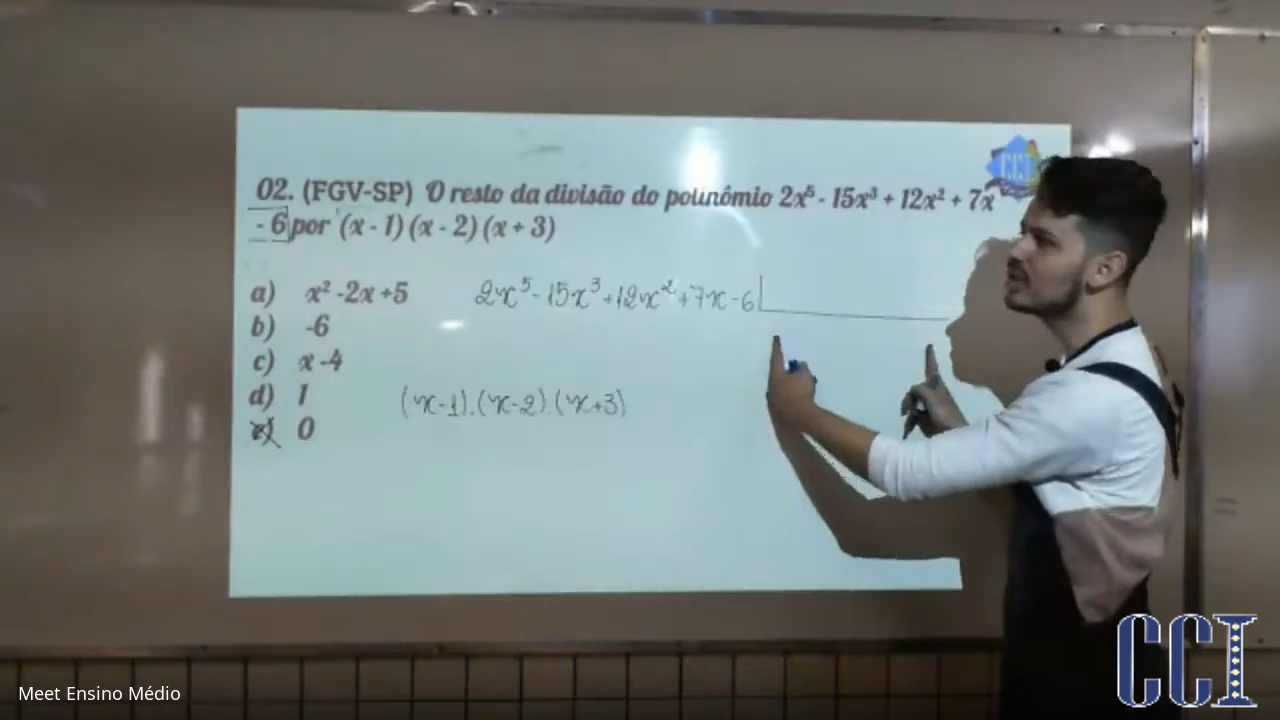 CCI
02. (FGV-SP) O resto da divisão do polinômio 2x⁵ - 15x³ + 12x² + 7x
- 6 por (x - 1) (x - 2) (x + 3)
a) x² -2x +5
2x⁵ - 15x³ + 12x² + 7x - 6
b) -6
c) x -4
d) 1
(x-1).(x-2).(x+3)
e) 0
CCI
Meet Ensino Médio